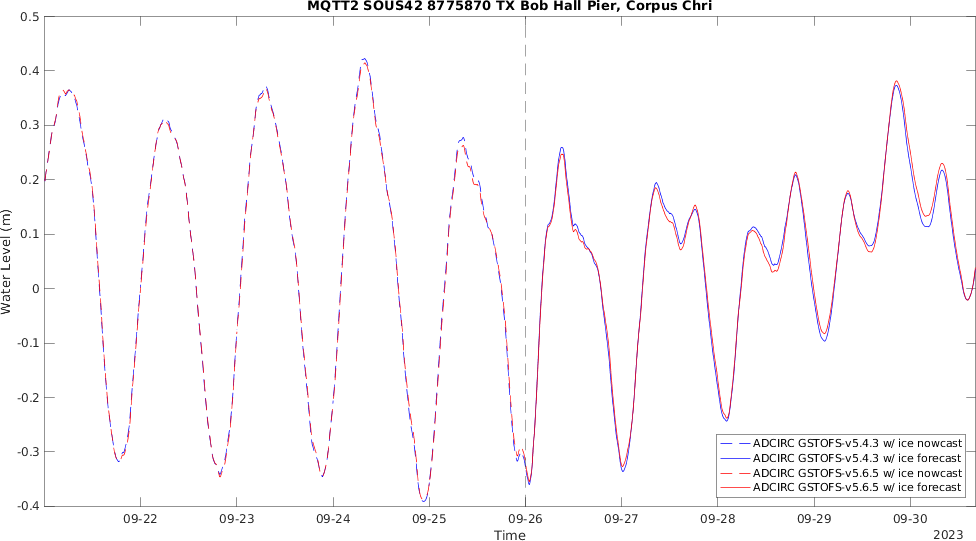 MQTT2 SOUS42 8775870 TX Bob Hall Pier, Corpus Chri
0.5
0.4
0.3
0.2
0.1
0
-0.1
-0.2
-0.3
-0.4
Water Level (m)
ADCIRC GSTOFS-v5.4.3 w/ ice nowcast
ADCIRC GSTOFS-v5.4.3 w/ ice forecast
ADCIRC GSTOFS-v5.6.5 w/ ice nowcast
ADCIRC GSTOFS-v5.6.5 w/ ice forecast
09-22 09-23 09-24 09-25 09-26 09-27 09-28 09-29 09-30
Time
2023